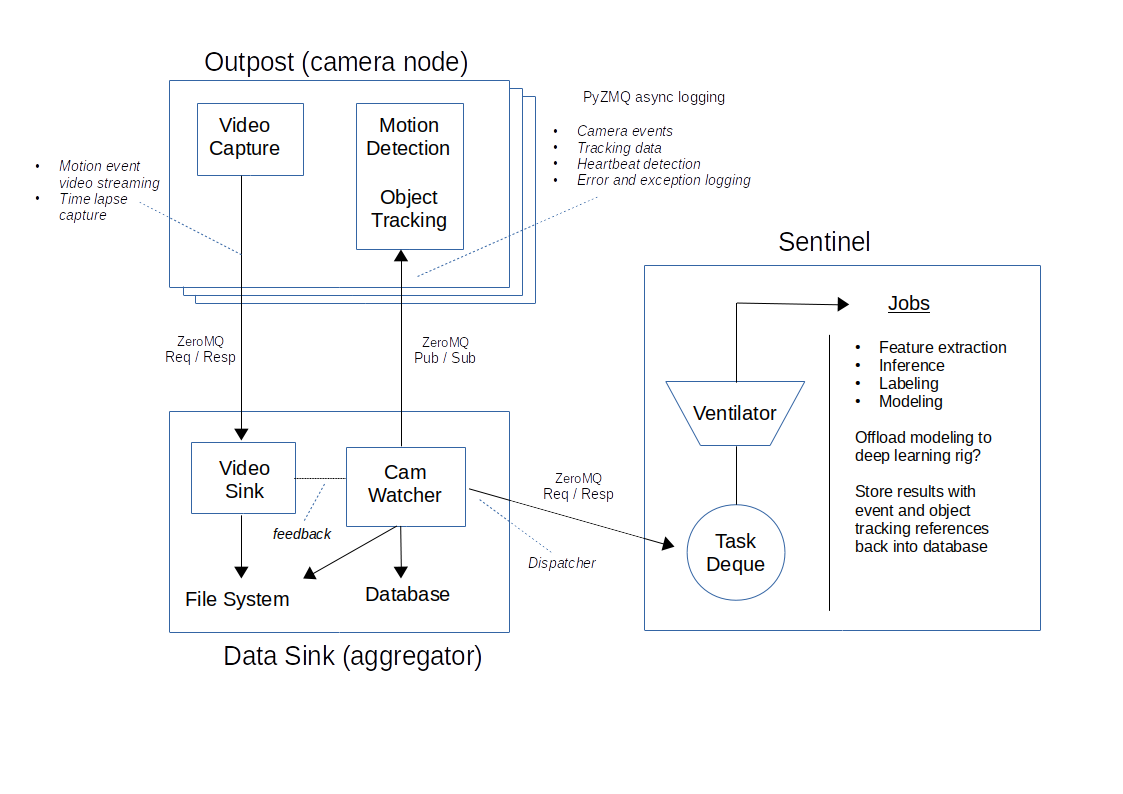 Outpost (camera node)
Video
Capture
Motion
Detection
Object
Tracking
• Motion event
video streaming
• Time lapse
capture
PyZMQ async logging
• Camera events
• Tracking data
• Heartbeat detection
• Error and exception logging
ZeroMQ
Req / Resp
ZeroMQ
Pub / Sub
Video
Sink
Cam
Watcher
feedback
File System
Database
Data Sink (aggregator)
ZeroMQ
Req / Resp
Dispatcher
Sentinel
Ventilator
Task
Deque
Jobs
• Feature extraction
• Inference
• Labeling
• Modeling
Offload modeling to
deep learning rig?
Store results with
event and object
tracking references
back into database